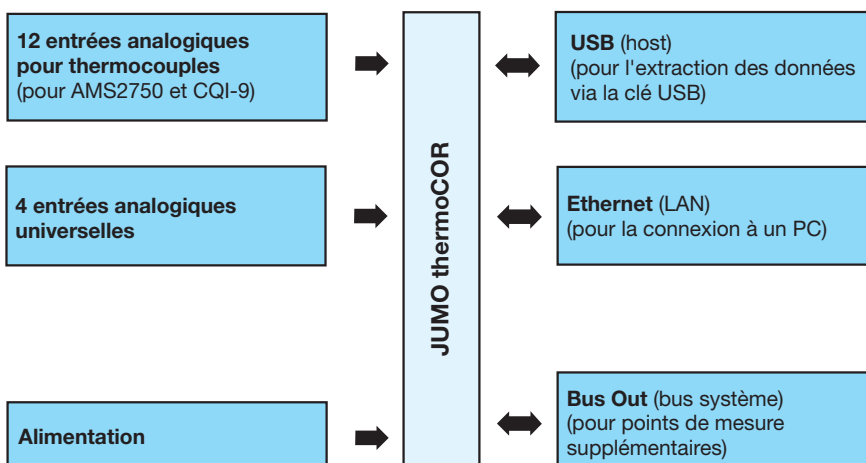 12 entrées analogiques
pour thermocouples
(pour AMS2750 et CQI-9)
4 entrées analogiques
universelles
Alimentation
JUMO thermoCOR
USB (host)
(pour l'extraction des données
via la clé USB)
Ethernet (LAN)
(pour la connexion à un PC)
Bus Out (bus système)
(pour points de mesure
supplémentaires)